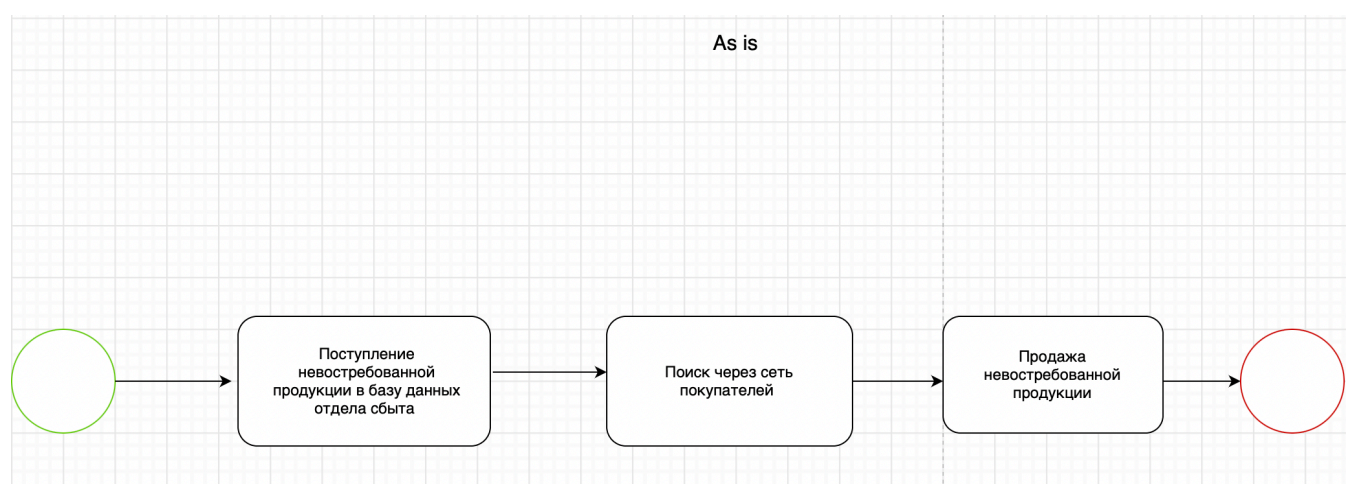 As is
Поступление
невостребованной
продукции в базу данных
отдела сбыта
Поиск через сеть
покупателей
Продажа
невостребованной
продукции